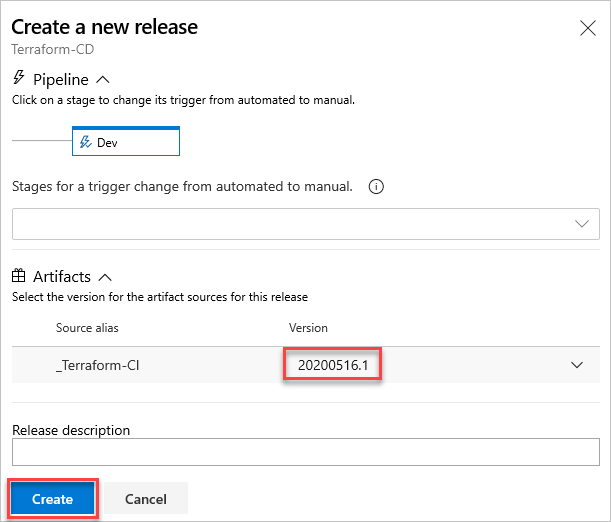 Create a new release
Terraform-CD
Pipeline
Click on a stage to change its trigger from automated to manual.
Dev
Stages for a trigger change from automated to manual.
Artifacts
Select the version for the artifact sources for this release
Source alias Version
_Terraform-CI 20200516.1
Release description
Create Cancel